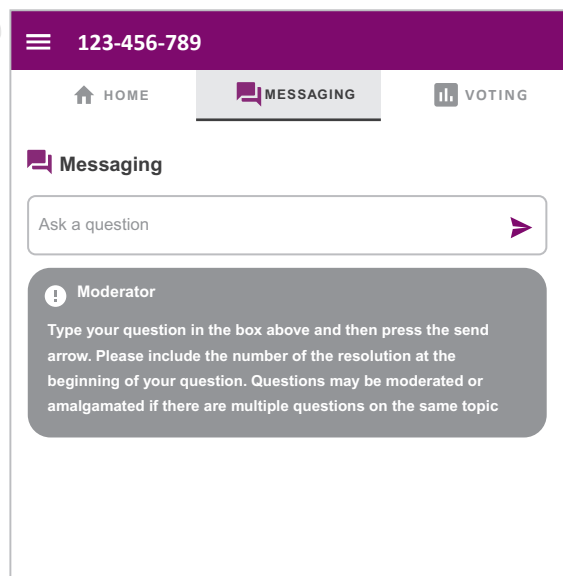 123-456-789
HOME
MESSAGING
VOTING
Messaging
Ask a question
Moderator
Type your question in the box above and then press the send
arrow. Please include the number of the resolution at the
beginning of your question. Questions may be moderated or
amalgamated if there are multiple questions on the same topic